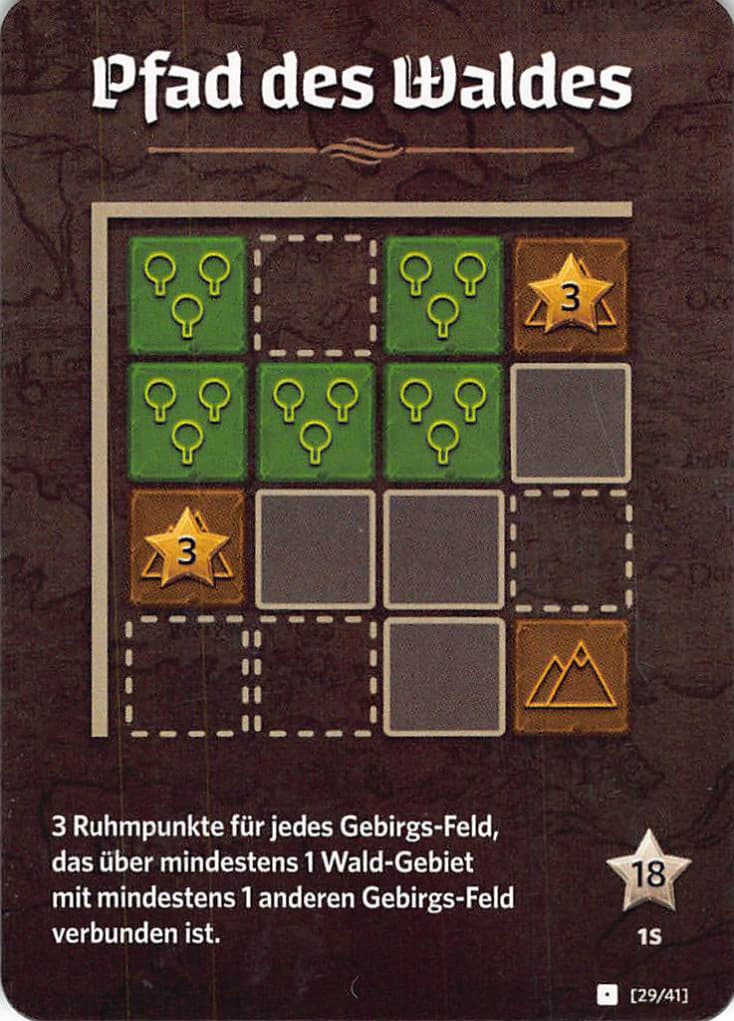 Pfad des Waldes
3
3
3 Ruhmpunkte für jedes Gebirgs-Feld,
das über mindestens 1 Wald-Gebiet
mit mindestens 1 anderen Gebirgs-Feld
verbunden ist.
18
1S
[29/41]